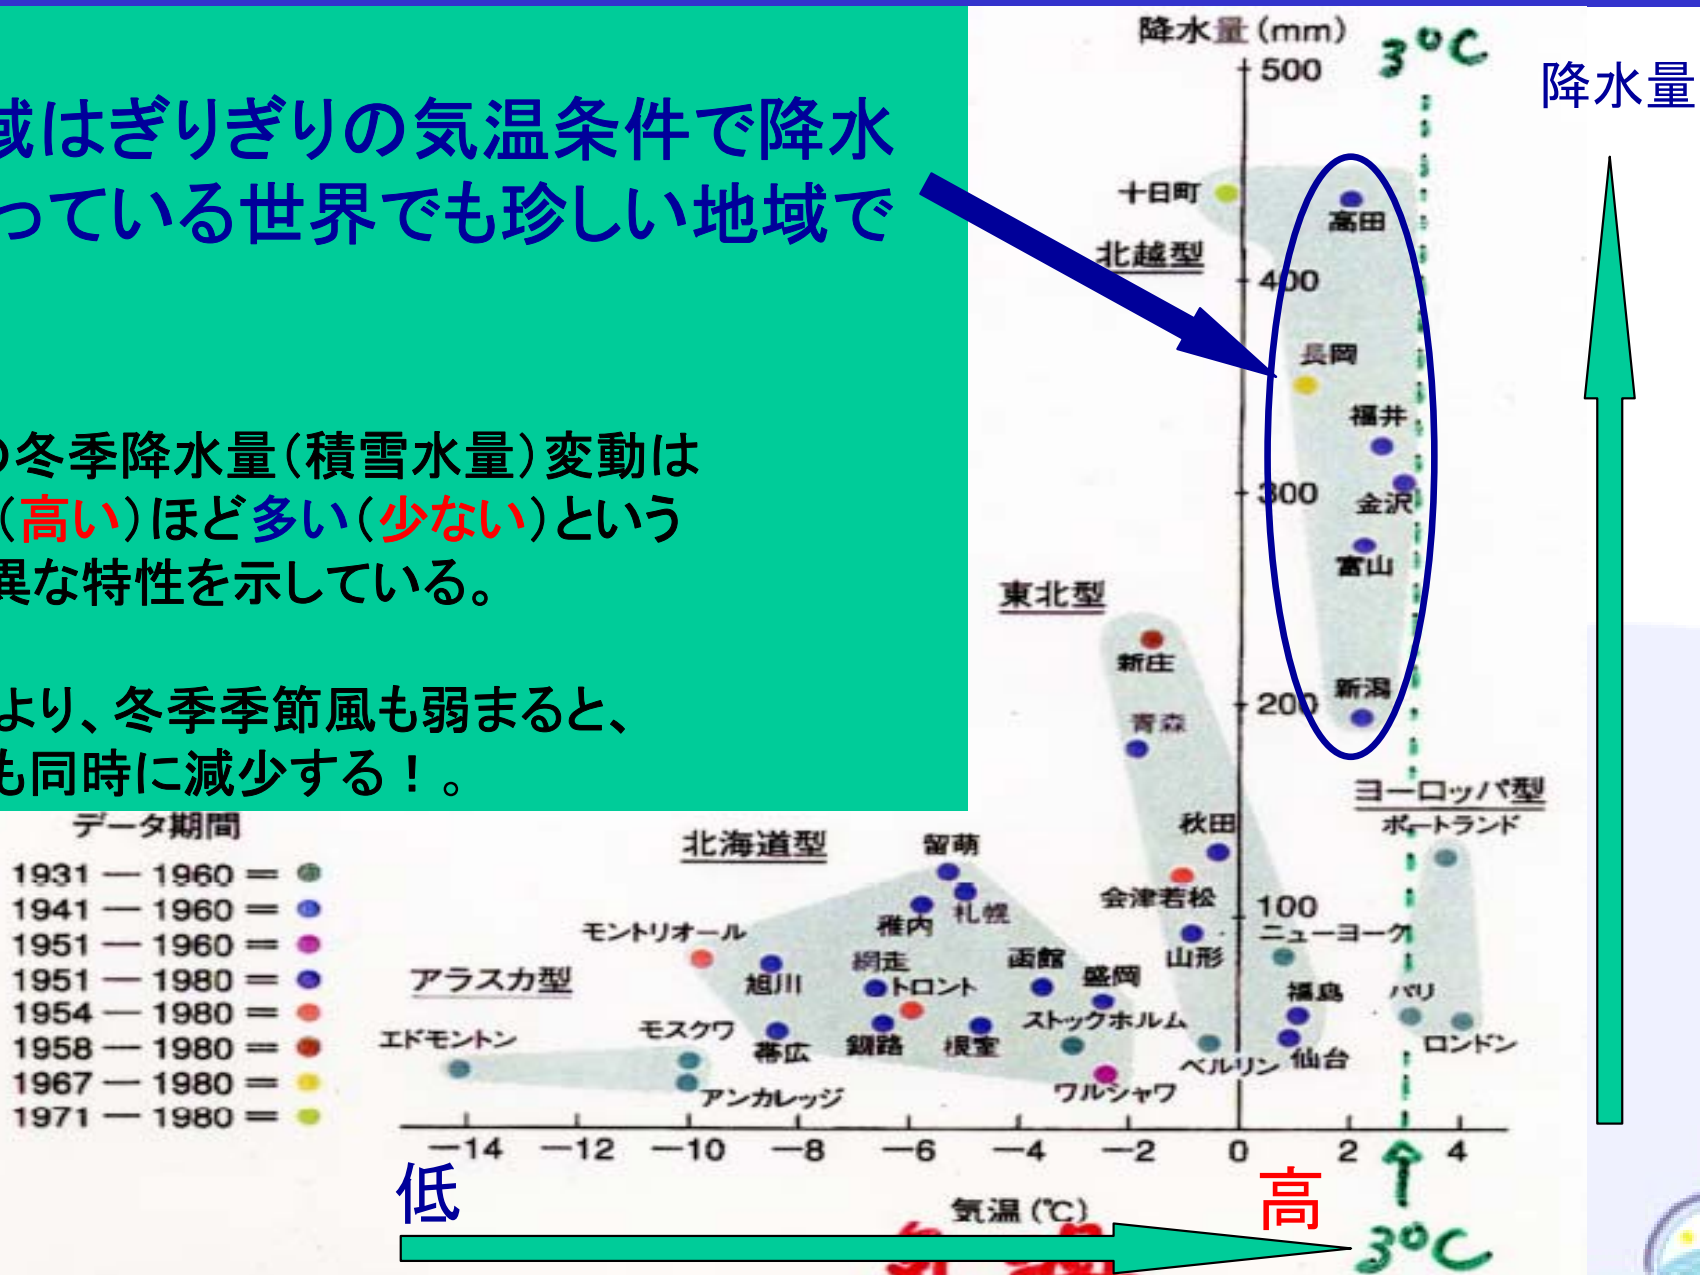 降水量(mm)
3°C
500
降水量
域はぎりぎりの気温条件で降水
っている世界でも珍しい地域で
十日町
高田
北越型
400
長岡
の冬季降水量(積雪水量)変動は
福井
(高い)ほど多い(少ない)という
300
金沢
異な特性を示している。
富山
東北型
新庄
より、冬季季節風も弱まると、
新潟
200
青森
も同時に減少する!。
ヨーロッパ型
データ期間
北海道型
留萌
秋田
ポートランド
1931 — 1960 =
1941 — 1960 =
1951 — 1960 =
1951 — 1980 =
1954 — 1980 =
1958 — 1980 =
1967 — 1980 =
1971 — 1980 =
会津若松
100
稚内
札幌
モントリオール
ニューヨーク
アラスカ型
旭川
網走
函館
盛岡
山形
トロント
福島
パリ
エドモントン
モスクワ
帯広
釧路
根室
ストックホルム
ベルリン
仙台
ロンドン
アンカレッジ
ワルシャワ
−14 −12 −10 −8 −6 −4 −2 0 2 4
低
気温(℃)
高
3°C